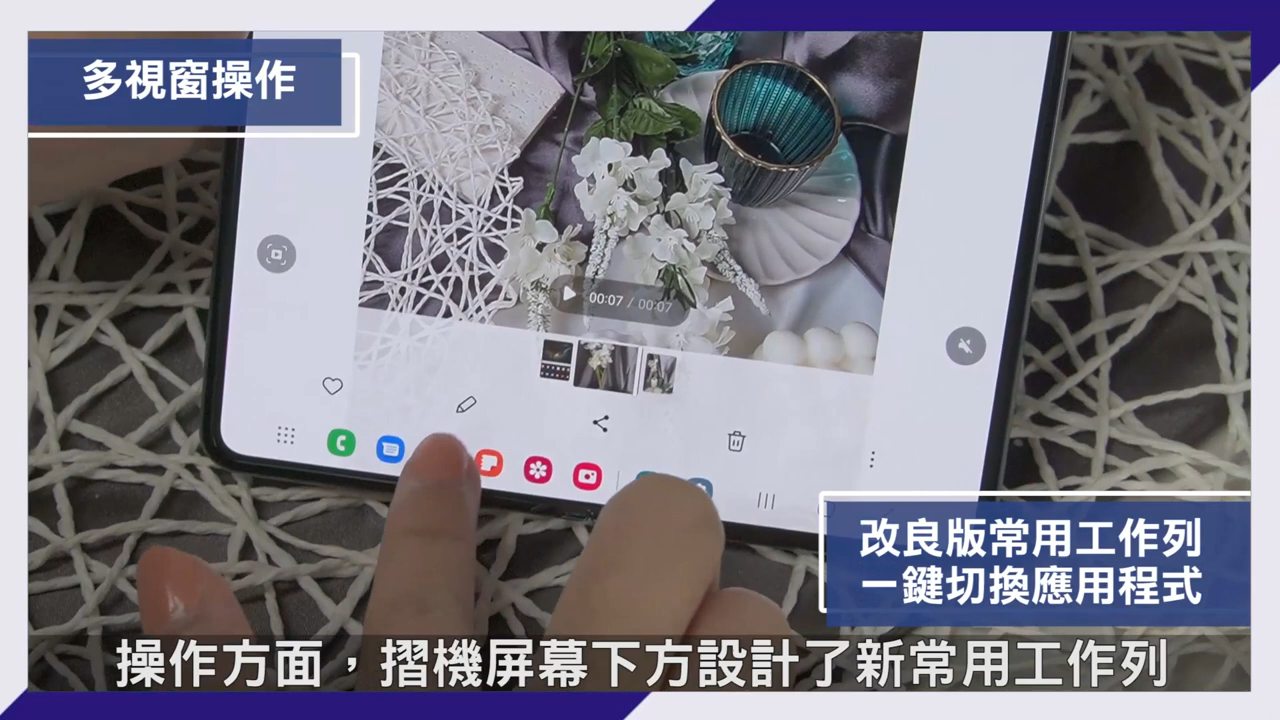 多視窗操作
00:07 / 00:07
改良版常用工作列
一鍵切換應用程式
操作方面，摺機屏幕下方設計了新常用工作列